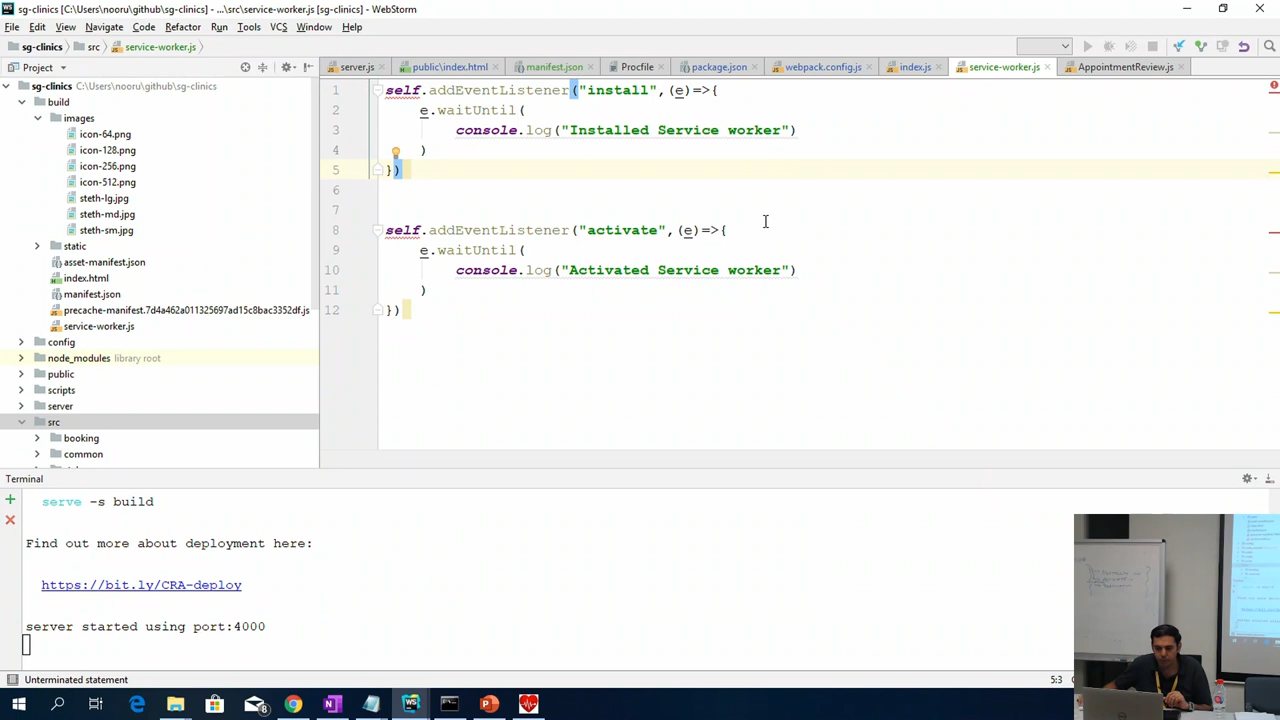 sg-clinics [C:\Users\nooru\github\sg-clinics] - ...\src\service-worker.js [sg-clinics] - WebStorm
File Edit View Navigate Code Refactor Run Tools VCS Window Help
sg-clinics src service-worker.js
Project
server.js public\index.html manifest.json Procfile package.json webpack.config.js index.js service-worker.js AppointmentReview.js
sg-clinics C:\Users\nooru\github\sg-clinics
build
images
icon-64.png
icon-128.png
icon-256.png
icon-512.png
steth-lg.jpg
steth-md.jpg
steth-sm.jpg
static
asset-manifest.json
index.html
manifest.json
precache-manifest.7d4a462a011325697ad15c8bac3352df.js
service-worker.js
config
node_modules library root
public
scripts
server
src
booking
common
1 self.addEventListener("install",(e)=>{
2 e.waitUntil(
3 console.log("Installed Service worker")
4 )
5 })
6
7
8 self.addEventListener("activate",(e)=>{
9 e.waitUntil(
10 console.log("Activated Service worker")
11 )
12 })
Terminal
serve -s build
Find out more about deployment here:
https://bit.ly/CRA-deploy
server started using port:4000
Unterminated statement
5:3